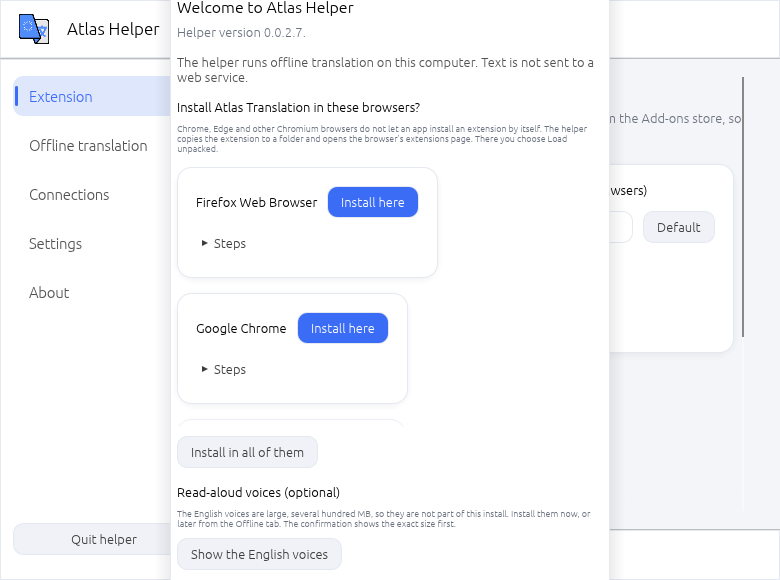 Atlas Helper
Extension
Offline translation
Connections
Settings
About
Quit helper
Welcome to Atlas Helper
Helper version 0.0.2.7.
The helper runs offline translation on this computer. Text is not sent to a
web service.
Install Atlas Translation in these browsers?
Chrome, Edge and other Chromium browsers do not let an app install an extension by itself. The helper
copies the extension to a folder and opens the browser's extensions page. There you choose Load
unpacked.
Firefox Web Browser
Install here
▸ Steps
Google Chrome
Install here
▸ Steps
Install in all of them
Read-aloud voices (optional)
The English voices are large, several hundred MB, so they are not part of this install. Install them now, or
later from the Offline tab. The confirmation shows the exact size first.
Show the English voices
the Add-ons store, so
Default